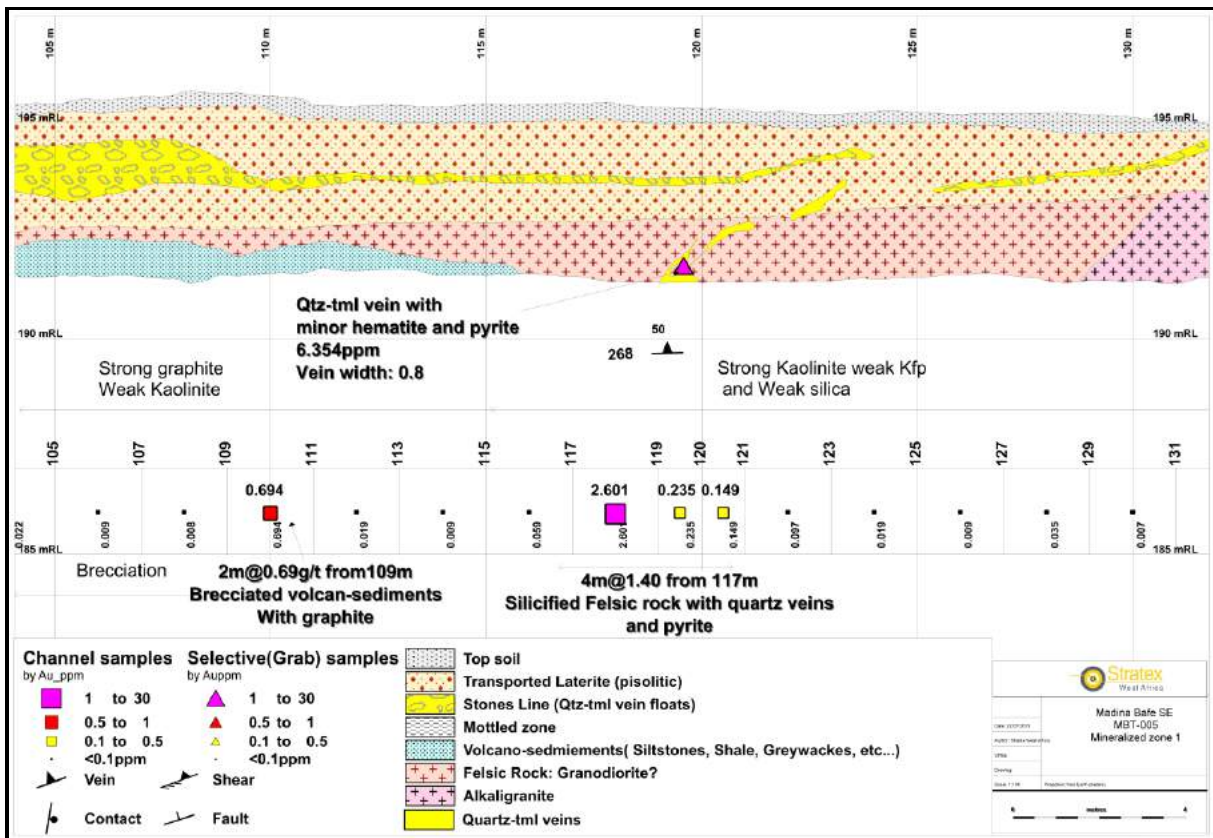 105 m
110 m
115 m
120 m
125 m
130 m
195 mRL
195 mRL
Qtz-tml vein with
minor hematite and pyrite
6.354ppm
Vein width: 0.8
190 mRL
190 mRL
50
268
Strong graphite
Weak Kaolinite
Strong Kaolinite weak Kfp
and Weak silica
105
107
109
111
113
115
117
119
120
121
123
125
127
129
131
0.694
2.601
0.235
0.149
0.022
0.009
0.008
0.694
0.019
0.009
0.059
2.601
0.235
0.149
0.097
0.019
0.009
0.035
0.007
185 mRL
185 mRL
Brecciation
2m@0.69g/t from109m
Brecciated volcan-sediments
With graphite
4m@1.40 from 117m
Silicified Felsic rock with quartz veins
and pyrite
Channel samples
by Au_ppm
1 to 30
0.5 to 1
0.1 to 0.5
<0.1ppm
Vein
Contact
Selective(Grab) samples
by Auppm
1 to 30
0.5 to 1
0.1 to 0.5
<0.1ppm
Shear
Fault
Top soil
Transported Laterite (pisolitic)
Stones Line (Qtz-tml vein floats)
Mottled zone
Volcano-sedmiements( Siltstones, Shale, Greywackes, etc...)
Felsic Rock: Granodiorite?
Alkaligranite
Quartz-tml veins
Stratex
West Africa
Madina Bafe SE
MBT-005
Mineralized zone 1
metres